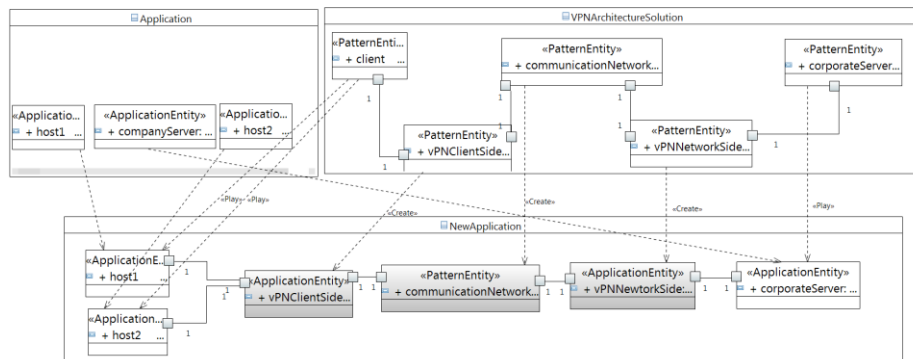 Application
VPNArchitectureSolution
«PatternEnti...
+ client ...
«PatternEntity»
+ communicationNetwork...
«PatternEntity»
+ corporateServer...
1
1
1
1
«Applicatio...
+ host1 ...
«ApplicationEntity»
+ companyServer: ...
«Applicatio...
+ host2 ...
«PatternEntity»
+ vPNClientSide...
«PatternEntity»
+ vPNNetworkSide...
1
1
1
1
«Play»
«Play»
«Create»
«Create»
«Create»
«Play»
NewApplication
«ApplicationE...
+ host1 ...
«ApplicationEntity»
+ vPNClientSide...
«PatternEntity»
+ communicationNetwork...
«ApplicationEntity»
+ vPNNewtorkSide:...
«ApplicationEntity»
+ corporateServer: ...
«Application...
+ host2 ...
1
1
1
1
1
1
1
1
1
1